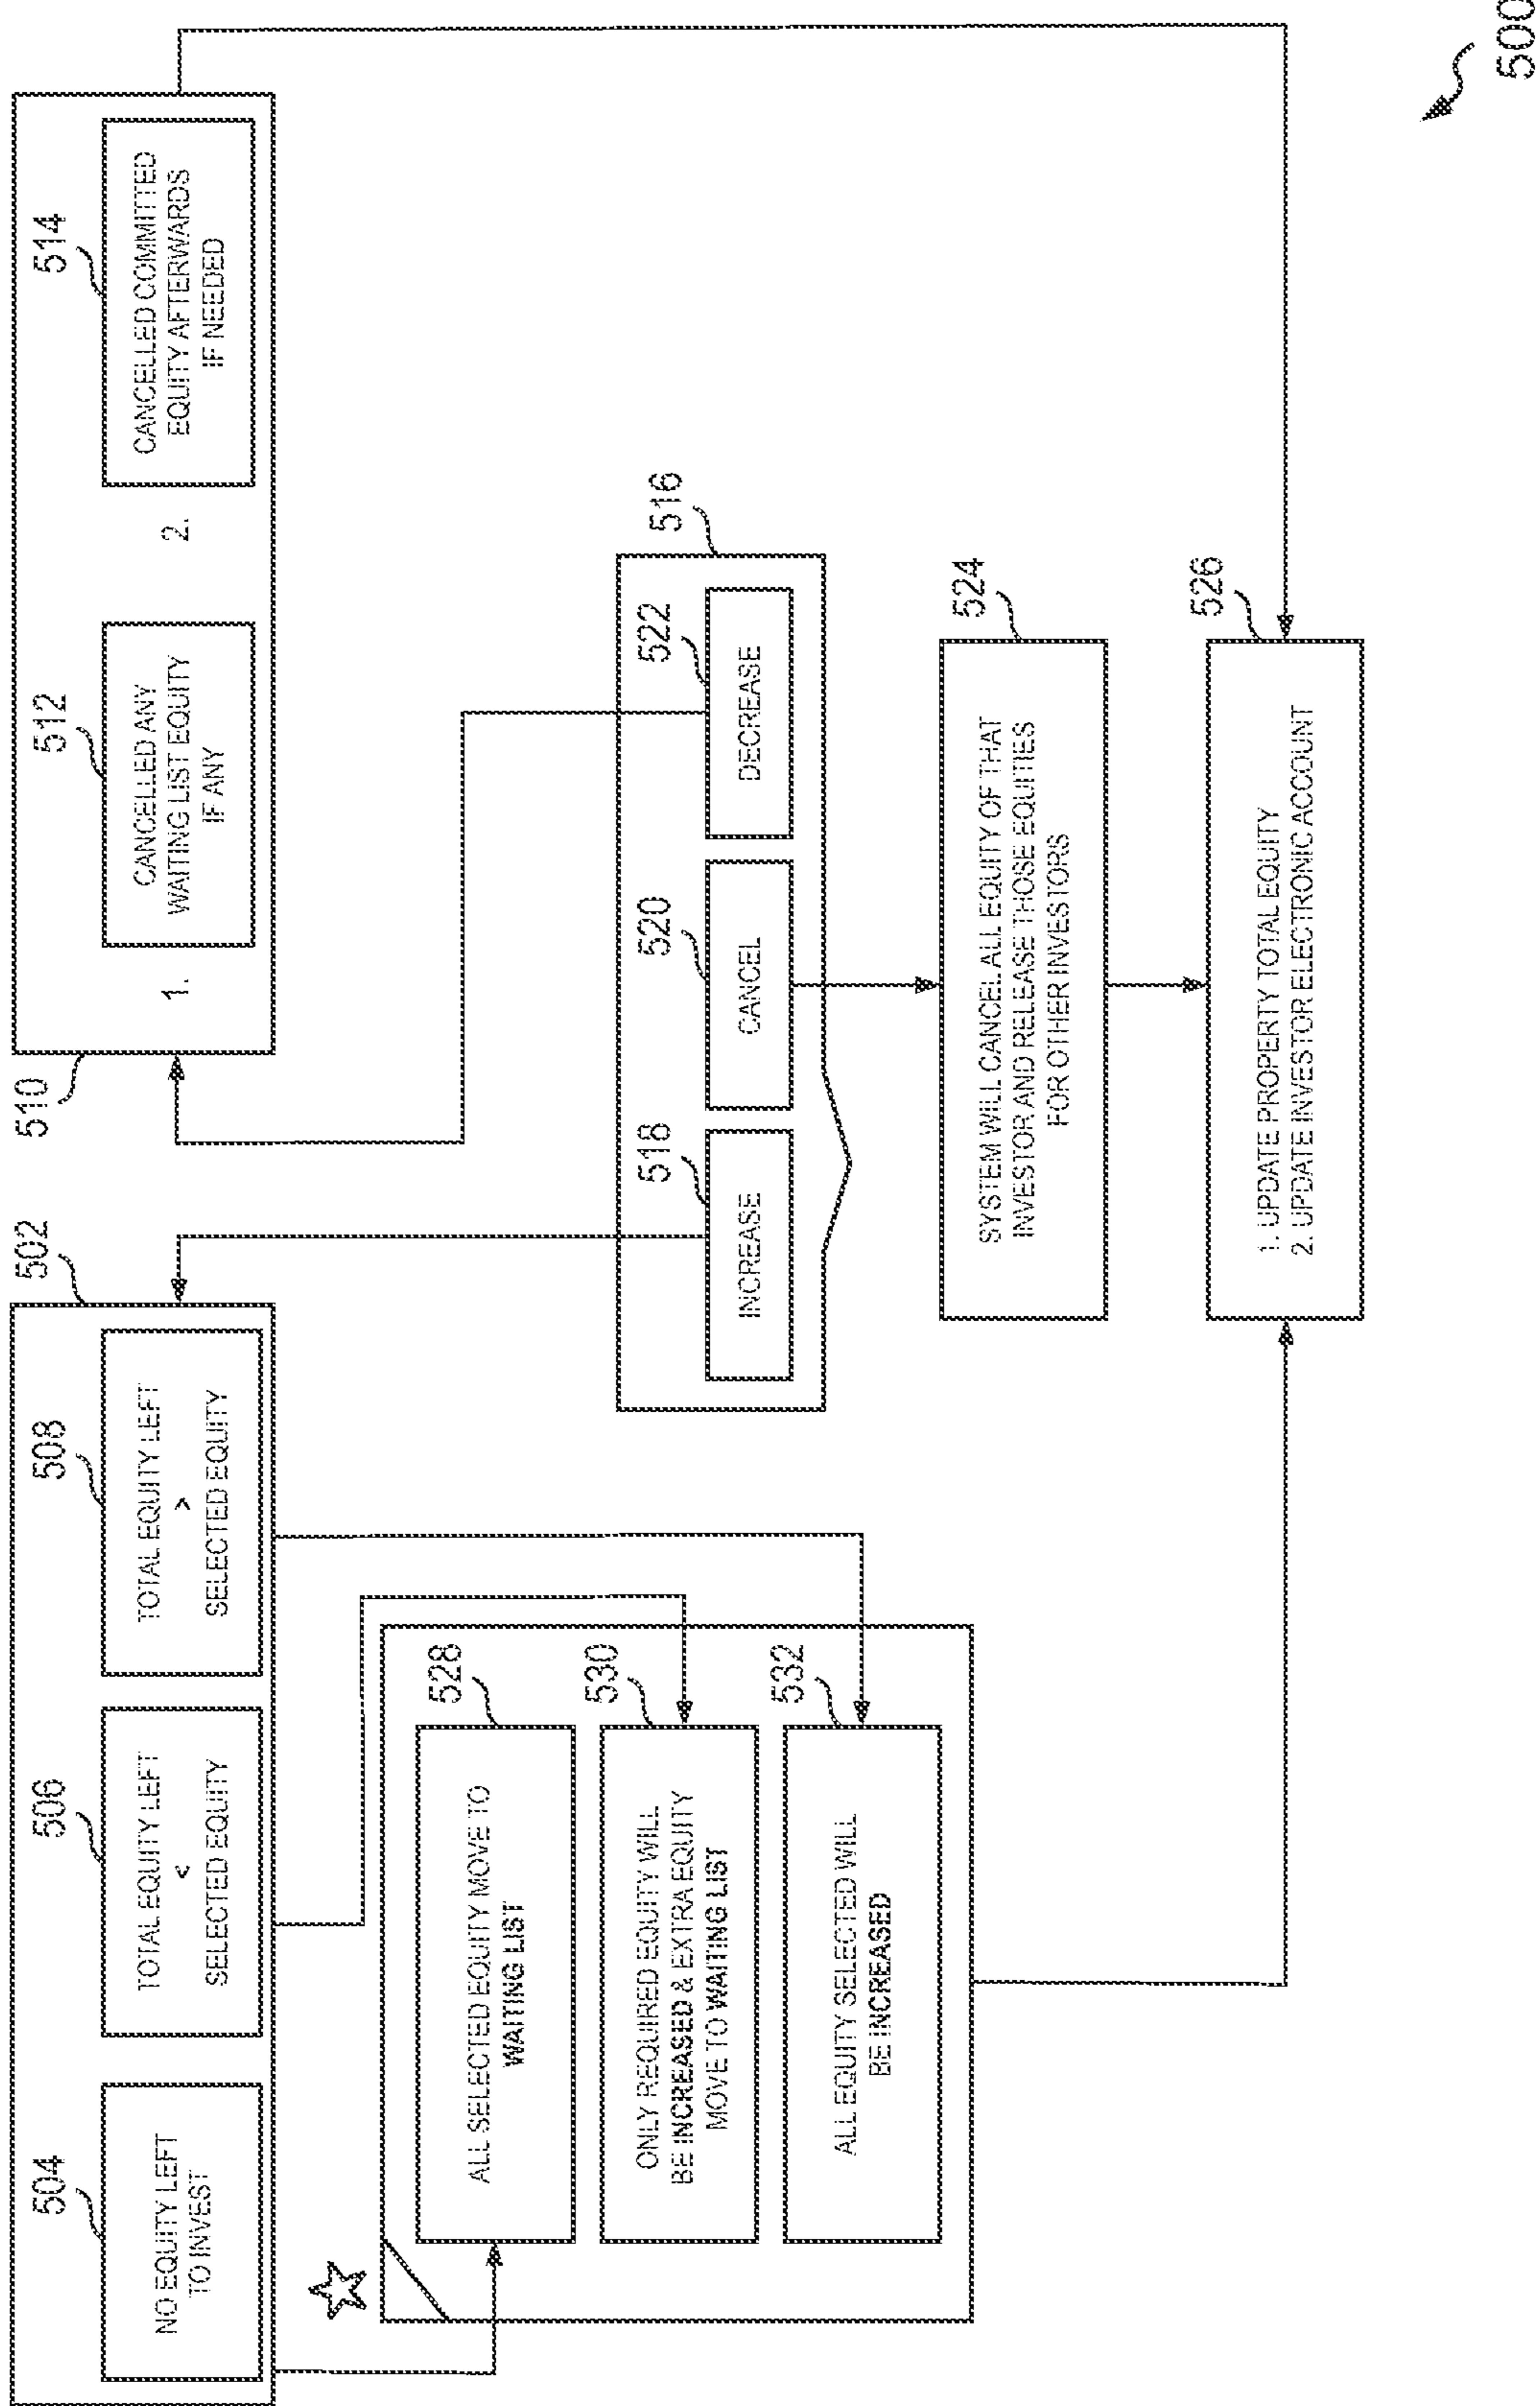 502
504
NO EQUITY LEFT
TO INVEST
506
TOTAL EQUITY LEFT
<
SELECTED EQUITY
508
TOTAL EQUITY LEFT
>
SELECTED EQUITY
510
1.
512
CANCELLED ANY
WAITING LIST EQUITY
IF ANY
2.
514
CANCELLED COMMITTED
EQUITY AFTERWARDS
IF NEEDED
528
ALL SELECTED EQUITY MOVE TO
WAITING LIST
530
ONLY REQUIRED EQUITY WILL
BE INCREASED & EXTRA EQUITY
MOVE TO WAITING LIST
532
ALL EQUITY SELECTED WILL
BE INCREASED
516
518
INCREASE
520
CANCEL
522
DECREASE
524
SYSTEM WILL CANCEL ALL EQUITY OF THAT
INVESTOR AND RELEASE THOSE EQUITIES
FOR OTHER INVESTORS
526
1. UPDATE PROPERTY TOTAL EQUITY
2. UPDATE INVESTOR ELECTRONIC ACCOUNT
500